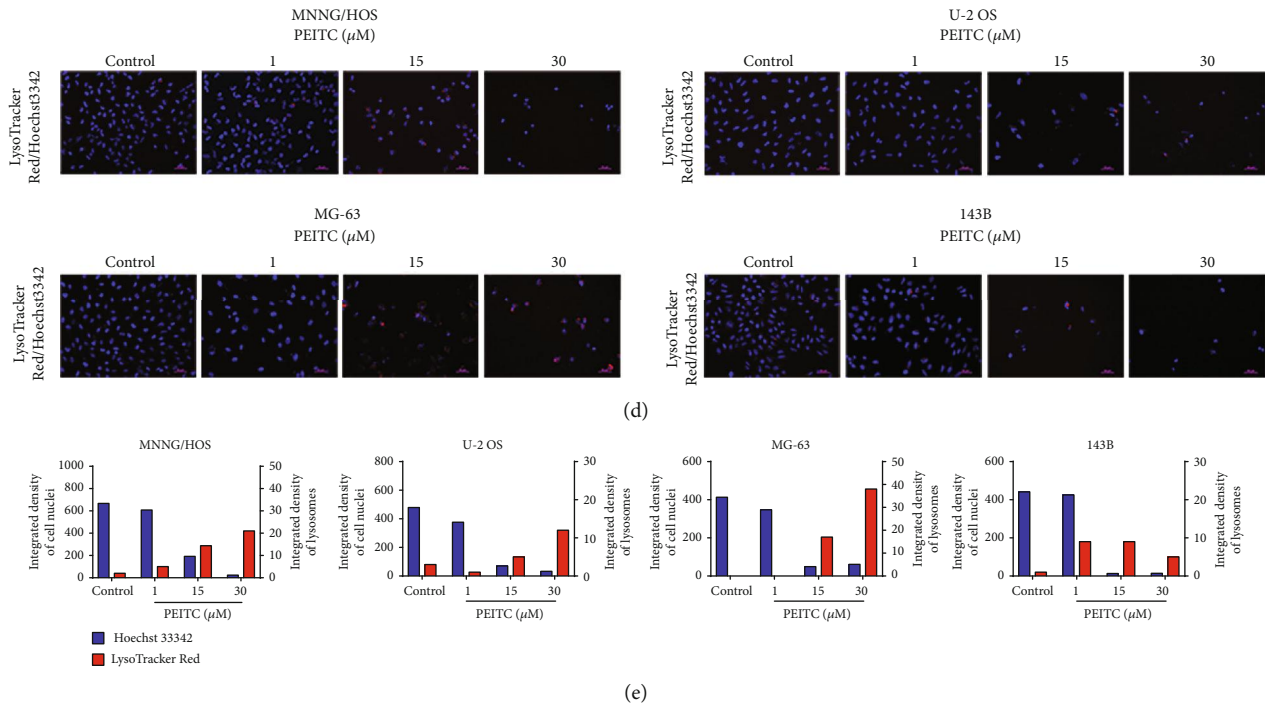 MNNG/HOS
PEITC (μM)
Control 1 15 30
LysoTracker
Red/Hoechst3342
U-2 OS
PEITC (μM)
Control 1 15 30
LysoTracker
Red/Hoechst3342
MG-63
PEITC (μM)
Control 1 15 30
LysoTracker
Red/Hoechst3342
143B
PEITC (μM)
Control 1 15 30
LysoTracker
Red/Hoechst3342
(d)
MNNG/HOS
Integrated density
of cell nuclei
1000
800
600
400
200
0
50
40
30
20
10
0
Integrated density
of lysosomes
Control 1 15 30
PEITC (μM)
U-2 OS
Integrated density
of cell nuclei
800
600
400
200
0
30
20
10
0
Integrated density
of lysosomes
Control 1 15 30
PEITC (μM)
MG-63
Integrated density
of cell nuclei
600
400
200
0
50
40
30
20
10
0
Integrated density
of lysosomes
Control 1 15 30
PEITC (μM)
143B
Integrated density
of cell nuclei
600
400
200
0
30
20
10
0
Integrated density
of lysosomes
Control 1 15 30
PEITC (μM)
Hoechst 33342
LysoTracker Red
(e)